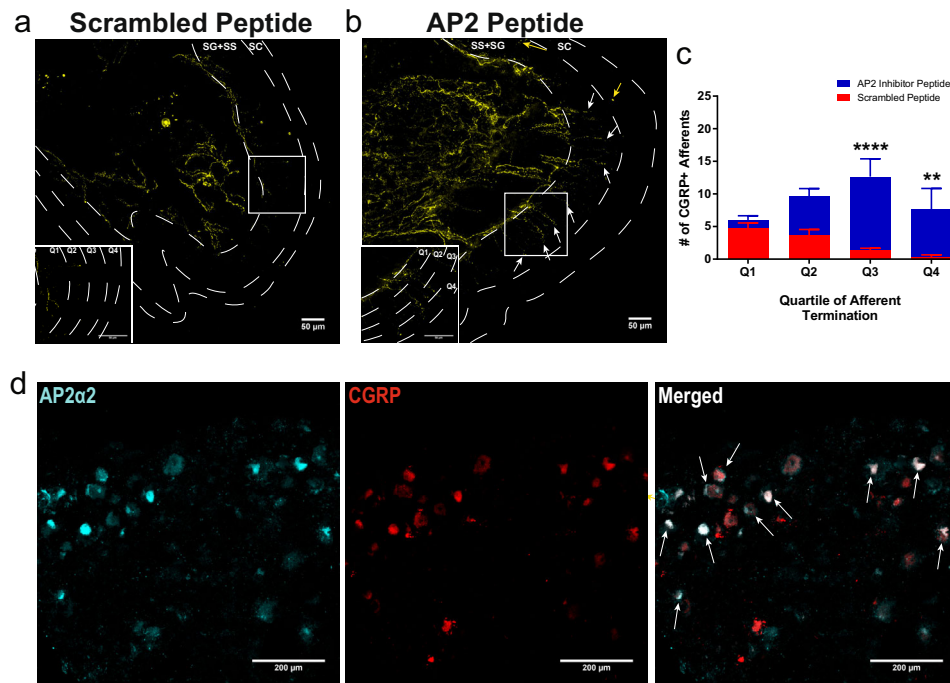 a Scrambled Peptide
SG+SS SC
Q1 Q2 Q3 Q4
50 µm
b AP2 Peptide
SS+SG SC
Q1 Q2 Q3
Q4
50 µm
c
AP2 Inhibitor Peptide
Scrambled Peptide
25
20
15
10
5
0
# of CGRP+ Afferents
****
**
Q1 Q2 Q3 Q4
Quartile of Afferent
Termination
d
AP2α2
200 µm
CGRP
200 µm
Merged
200 µm